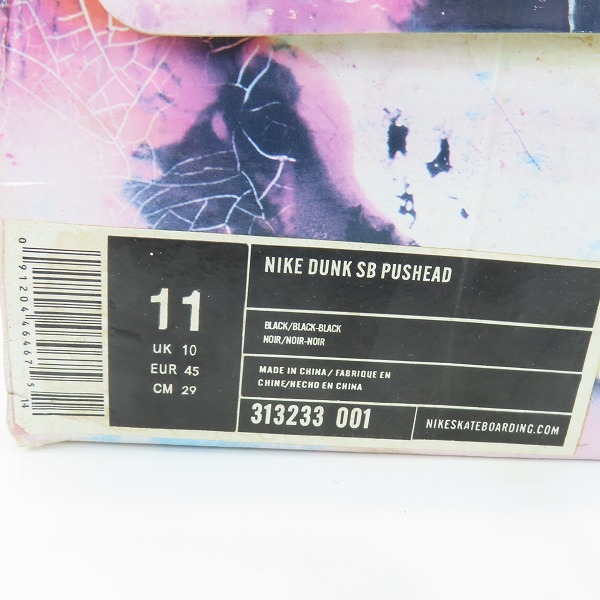 NIKE DUNK SB PUSHEAD
11
UK 10
EUR 45
CM 29
BLACK/BLACK-BLACK
NOIR/NOIR-NOIR
MADE IN CHINA/ FABRIQUE EN
CHINE/HECHO EN CHINA
313233 001
NIKESKATEBOARDING.COM